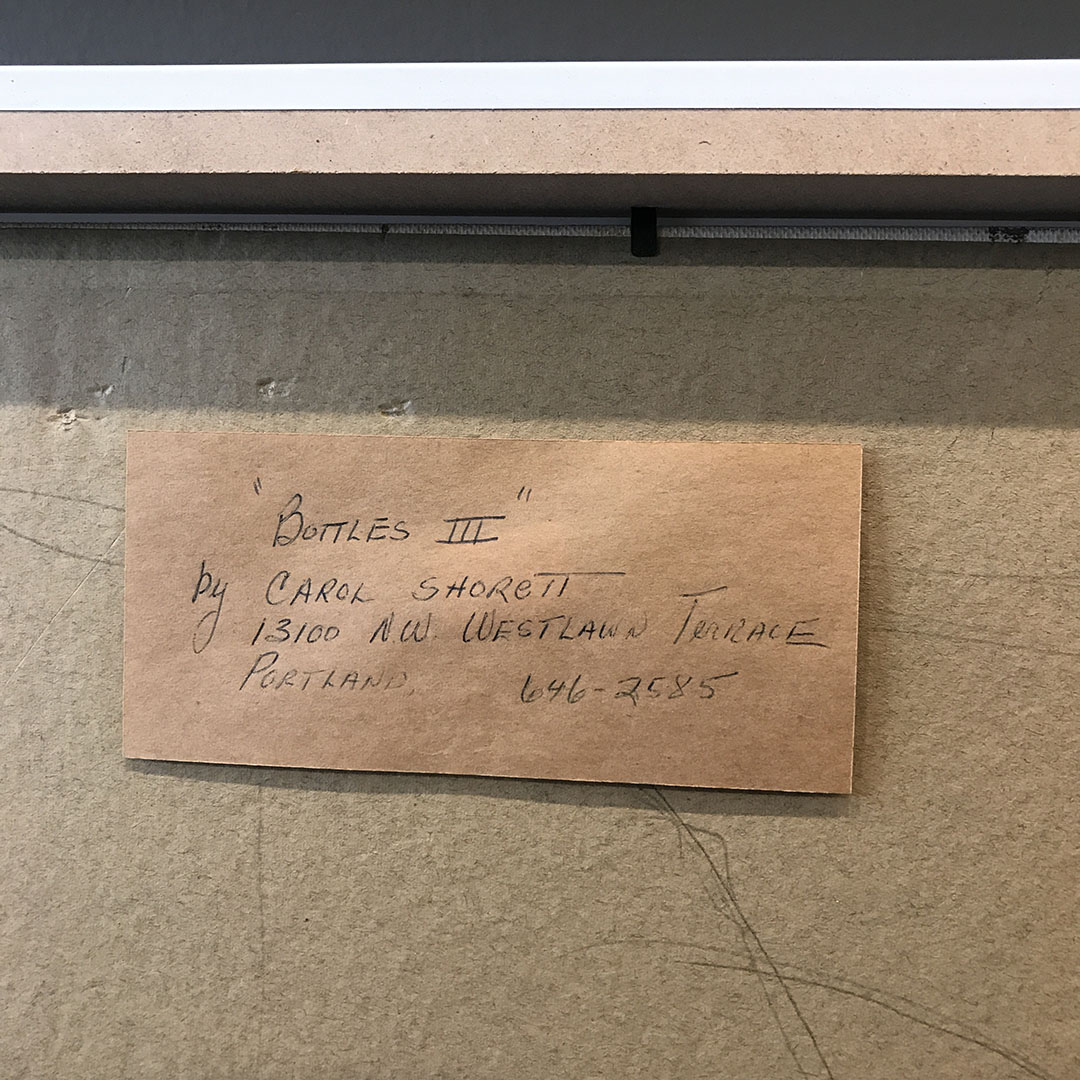 "BOTTLES III"
by CAROL SHORETT
13100 N.W. WESTLAWN TERRACE
PORTLAND. 646-2585